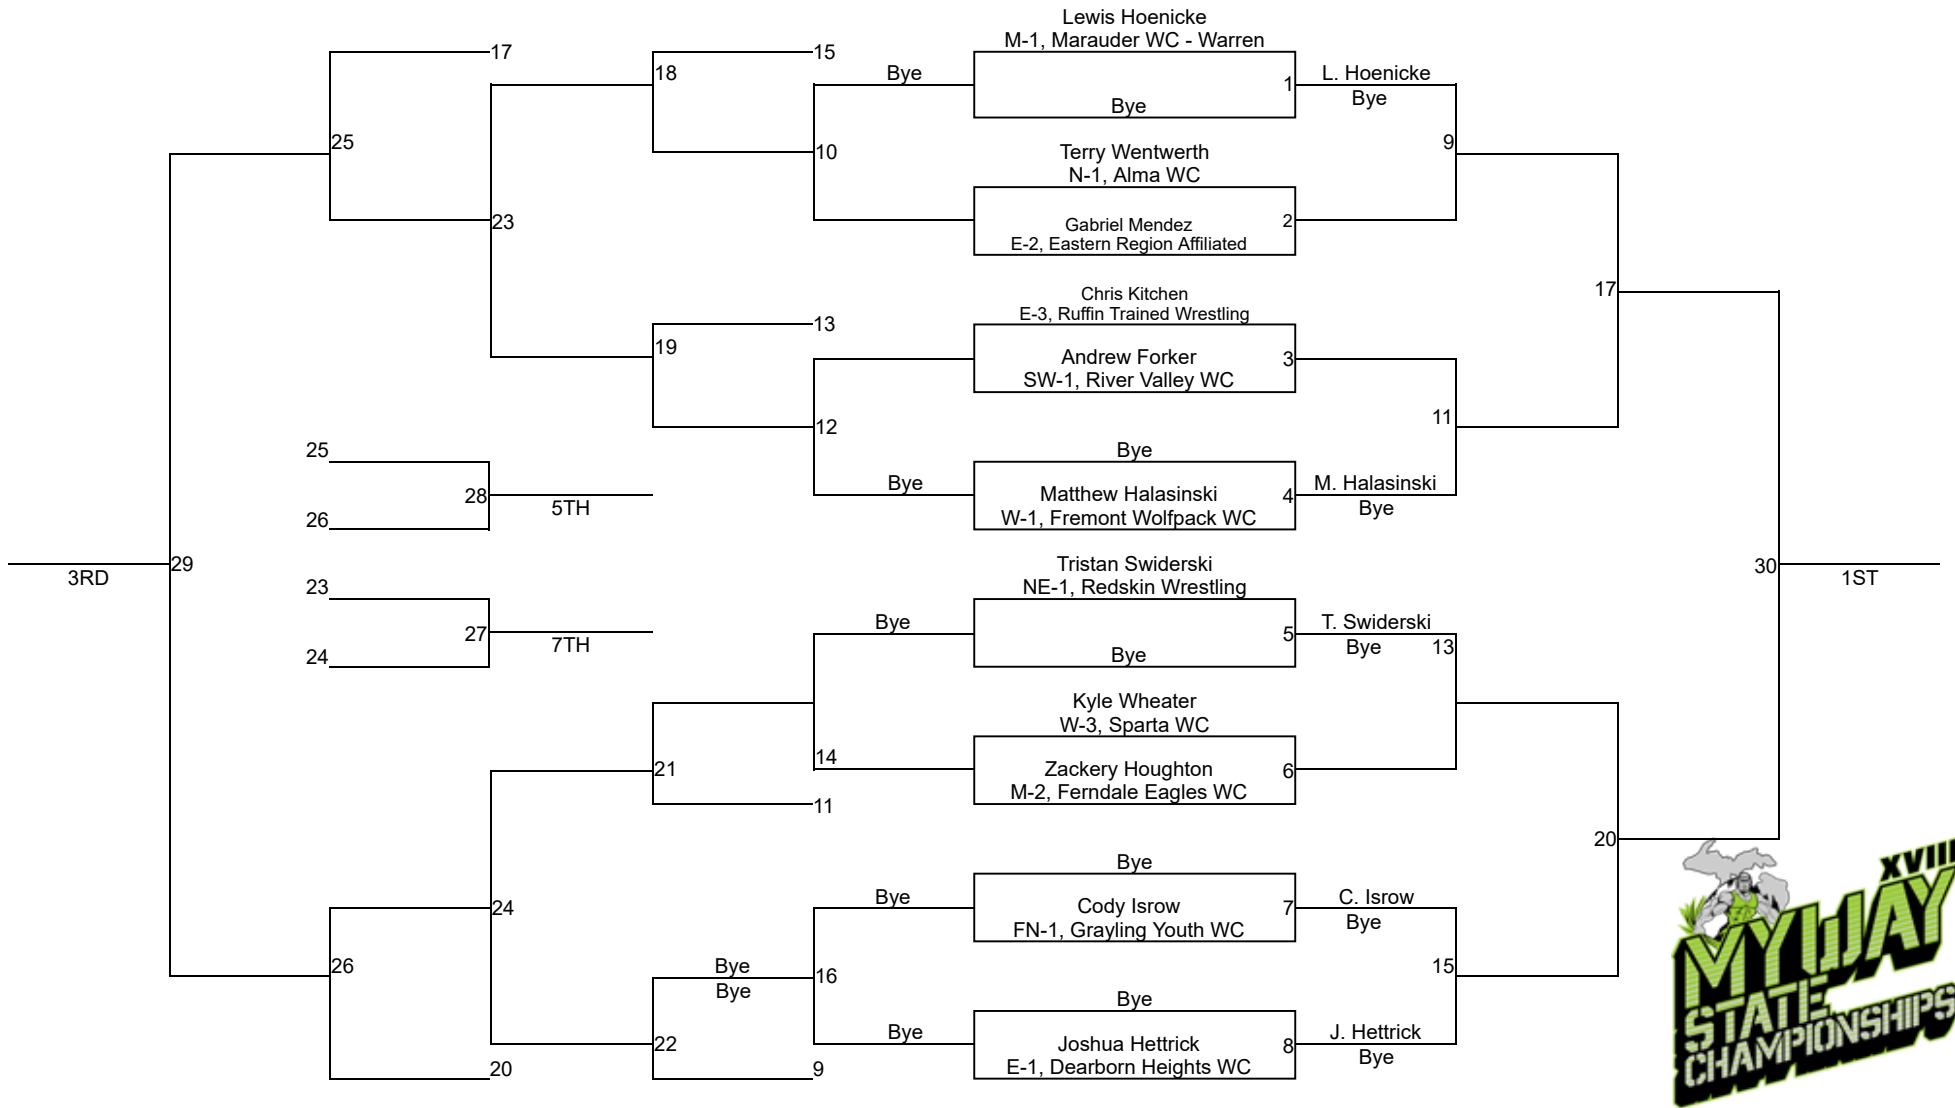 Lewis Hoenicke
M-1, Marauder WC - Warren
17
15
18
Bye
1
L. Hoenicke
Bye
Bye
25
10
9
Terry Wentwerth
N-1, Alma WC
23
Gabriel Mendez
E-2, Eastern Region Affiliated
2
Chris Kitchen
E-3, Ruffin Trained Wrestling
17
13
19
Andrew Forker
SW-1, River Valley WC
3
12
11
25
Bye
28
5TH
Bye
Matthew Halasinski
W-1, Fremont Wolfpack WC
4
M. Halasinski
Bye
26
3RD
29
Tristan Swiderski
NE-1, Redskin Wrestling
30
1ST
23
27
7TH
Bye
5
T. Swiderski
Bye
13
Bye
24
Kyle Wheater
W-3, Sparta WC
14
21
Zackery Houghton
M-2, Ferndale Eagles WC
6
11
20
Bye
24
Bye
Cody Isrow
FN-1, Grayling Youth WC
7
C. Isrow
Bye
26
Bye
Bye
16
15
Bye
22
Bye
Joshua Hettrick
E-1, Dearborn Heights WC
8
J. Hettrick
Bye
20
9
XVIII
MYWAY
STATE
CHAMPIONSHIPS